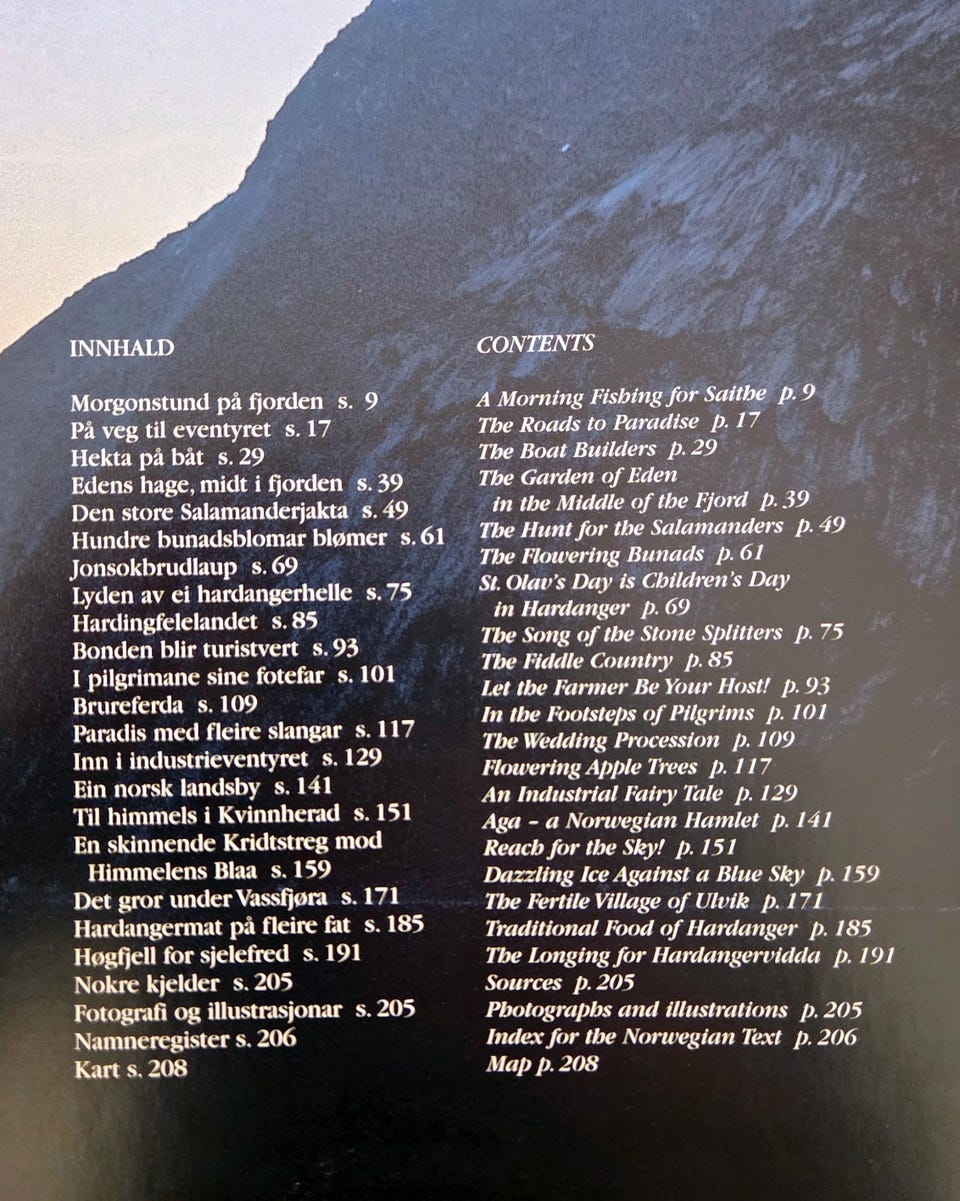 INNHALD
Morgonstund på fjorden s. 9
På veg til eventyret s. 17
Hekta på båt s. 29
Edens hage, midt i fjorden s. 39
Den store Salamanderjakta s. 49
Hundre bunadsblomar blømer s. 61
Jonsokbrudlaup s. 69
Lyden av ei hardangerhelle s. 75
Hardingfelelandet s. 85
Bonden blir turistvert s. 93
I pilgrimane sine fotefar s. 101
Brureferda s. 109
Paradis med fleire slangar s. 117
Inn i industrieventyret s. 129
Ein norsk landsby s. 141
Til himmels i Kvinnherad s. 151
En skinnende Kridtstreg mod
Himmelens Blaa s. 159
Det gror under Vassfjøra s. 171
Hardangermat på fleire fat s. 185
Høgfjell for sjelefred s. 191
Nokre kjelder s. 205
Fotografi og illustrasjonar s. 205
Namneregister s. 206
Kart s. 208
CONTENTS
A Morning Fishing for Saithe p. 9
The Roads to Paradise p. 17
The Boat Builders p. 29
The Garden of Eden
in the Middle of the Fjord p. 39
The Hunt for the Salamanders p. 49
The Flowering Bunads p. 61
St. Olav's Day is Children's Day
in Hardanger p. 69
The Song of the Stone Splitters p. 75
The Fiddle Country p. 85
Let the Farmer Be Your Host! p. 93
In the Footsteps of Pilgrims p. 101
The Wedding Procession p. 109
Flowering Apple Trees p. 117
An Industrial Fairy Tale p. 129
Aga – a Norwegian Hamlet p. 141
Reach for the Sky! p. 151
Dazzling Ice Against a Blue Sky p. 159
The Fertile Village of Ulvik p. 171
Traditional Food of Hardanger p. 185
The Longing for Hardangervidda p. 191
Sources p. 205
Photographs and illustrations p. 205
Index for the Norwegian Text p. 206
Map p. 208